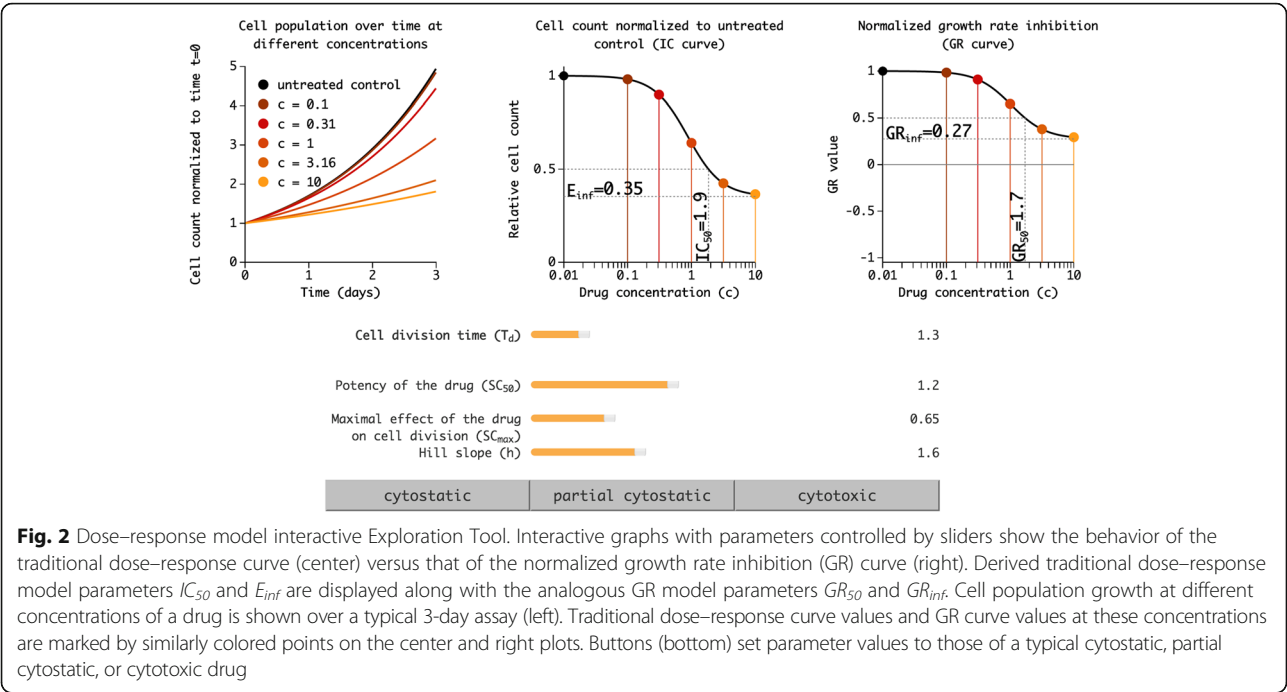 Cell population over time at
different concentrations
Cell count normalized to time t=0
5
4
3
2
1
0
untreated control
c = 0.1
c = 0.31
c = 1
c = 3.16
c = 10
0
1
2
3
Time (days)
Cell count normalized to untreated
control (IC curve)
Relative cell count
1
0.5
0
E_inf=0.35
IC_50=1.9
0.01
0.1
1
10
Drug concentration (c)
Normalized growth rate inhibition
(GR curve)
GR value
1
0.5
0
-0.5
-1
GR_inf=0.27
GR_50=1.7
0.01
0.1
1
10
Drug concentration (c)
Cell division time (T_d)
1.3
Potency of the drug (SC_50)
1.2
Maximal effect of the drug
on cell division (SC_max)
0.65
Hill slope (h)
1.6
cytostatic
partial cytostatic
cytotoxic
Fig. 2 Dose–response model interactive Exploration Tool. Interactive graphs with parameters controlled by sliders show the behavior of the
traditional dose–response curve (center) versus that of the normalized growth rate inhibition (GR) curve (right). Derived traditional dose–response
model parameters IC_50 and E_inf are displayed along with the analogous GR model parameters GR_50 and GR_inf. Cell population growth at different
concentrations of a drug is shown over a typical 3-day assay (left). Traditional dose–response curve values and GR curve values at these concentrations
are marked by similarly colored points on the center and right plots. Buttons (bottom) set parameter values to those of a typical cytostatic, partial
cytostatic, or cytotoxic drug